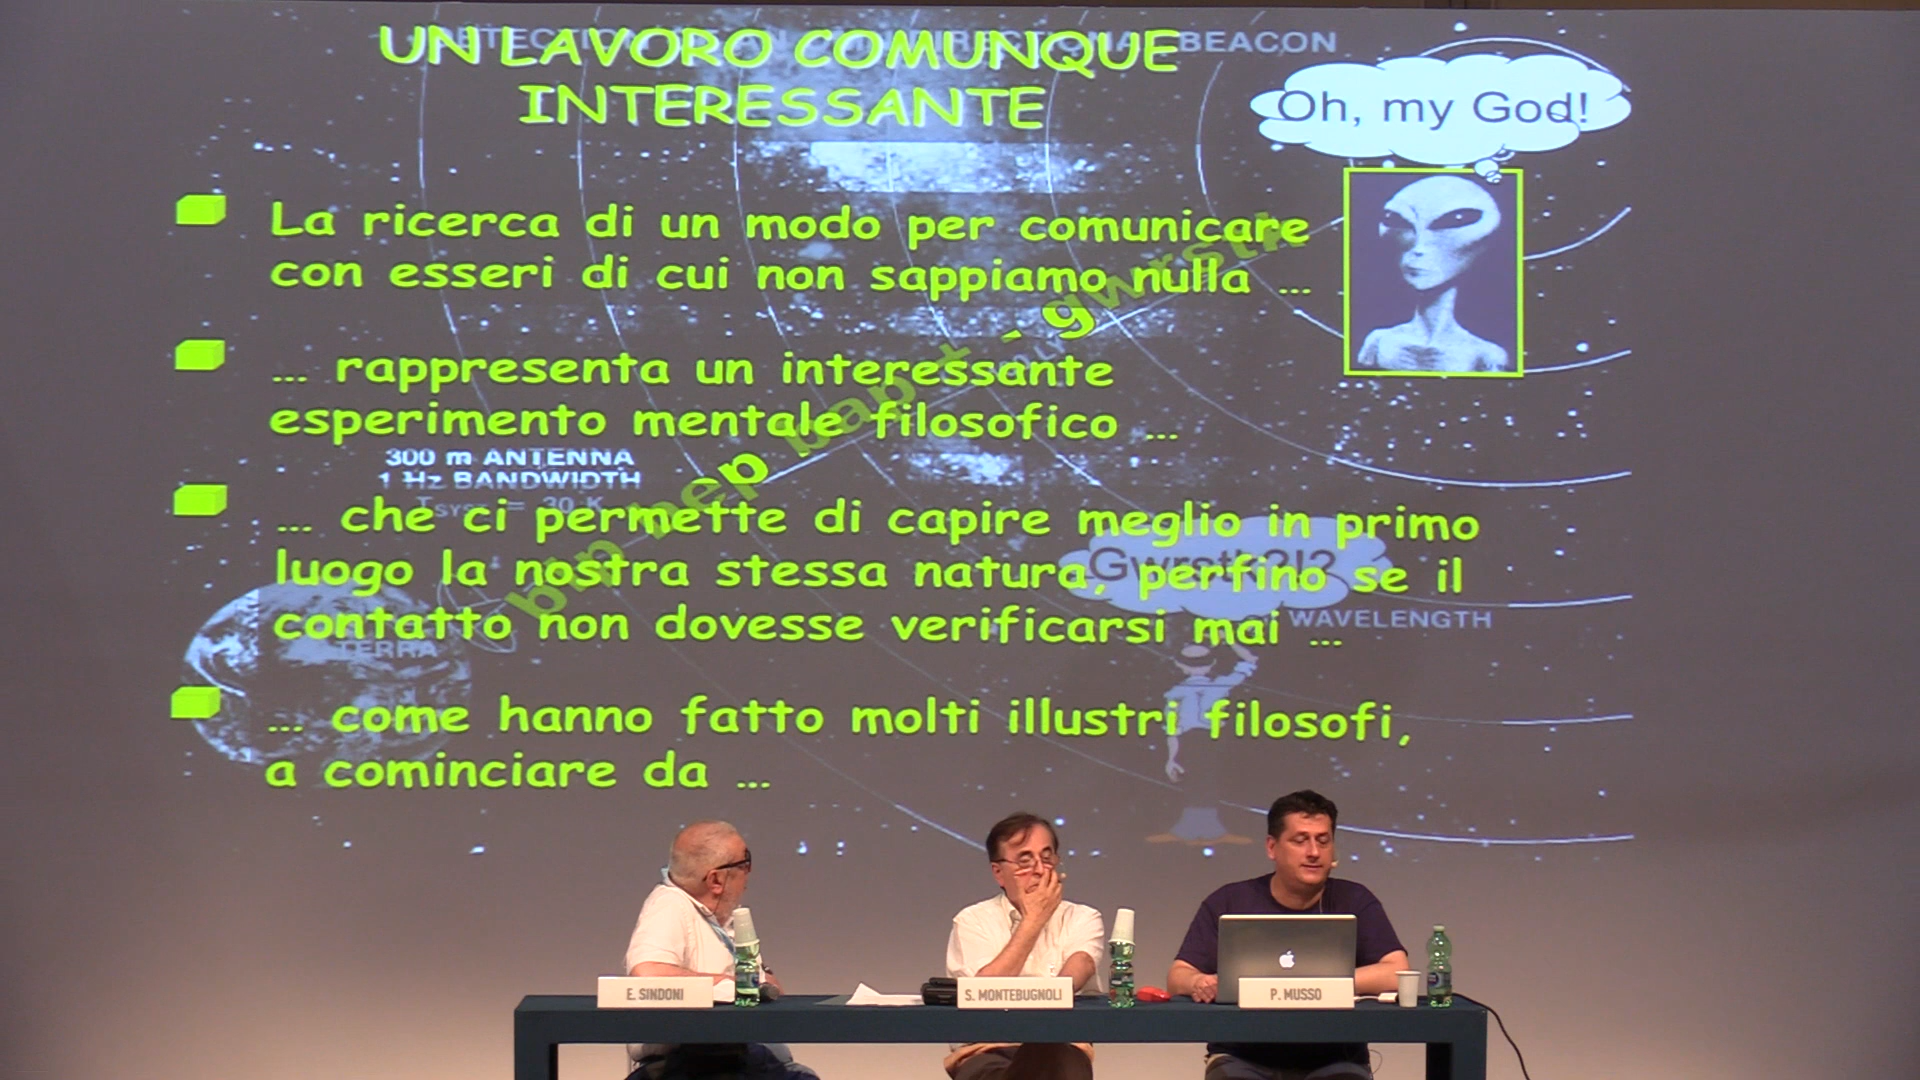 UN LAVORO COMUNQUE
INTERESSANTE
BEACON
Oh, my God!
La ricerca di un modo per comunicare
con esseri di cui non sappiamo nulla ...
... rappresenta un interessante
esperimento mentale filosofico ...
300 m ANTENNA
1 Hz BANDWIDTH
... che ci permette di capire meglio in primo
luogo la nostra stessa natura, perfino se il
contatto non dovesse verificarsi mai ...
WAVELENGTH
TERRA
... come hanno fatto molti illustri filosofi,
a cominciare da ...
E. SINDONI
S. MONTEBUGNOLI
P. MUSSO